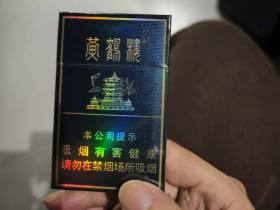 黄鹤楼
本公司提示
吸烟有害健康
请勿在禁烟场所吸烟